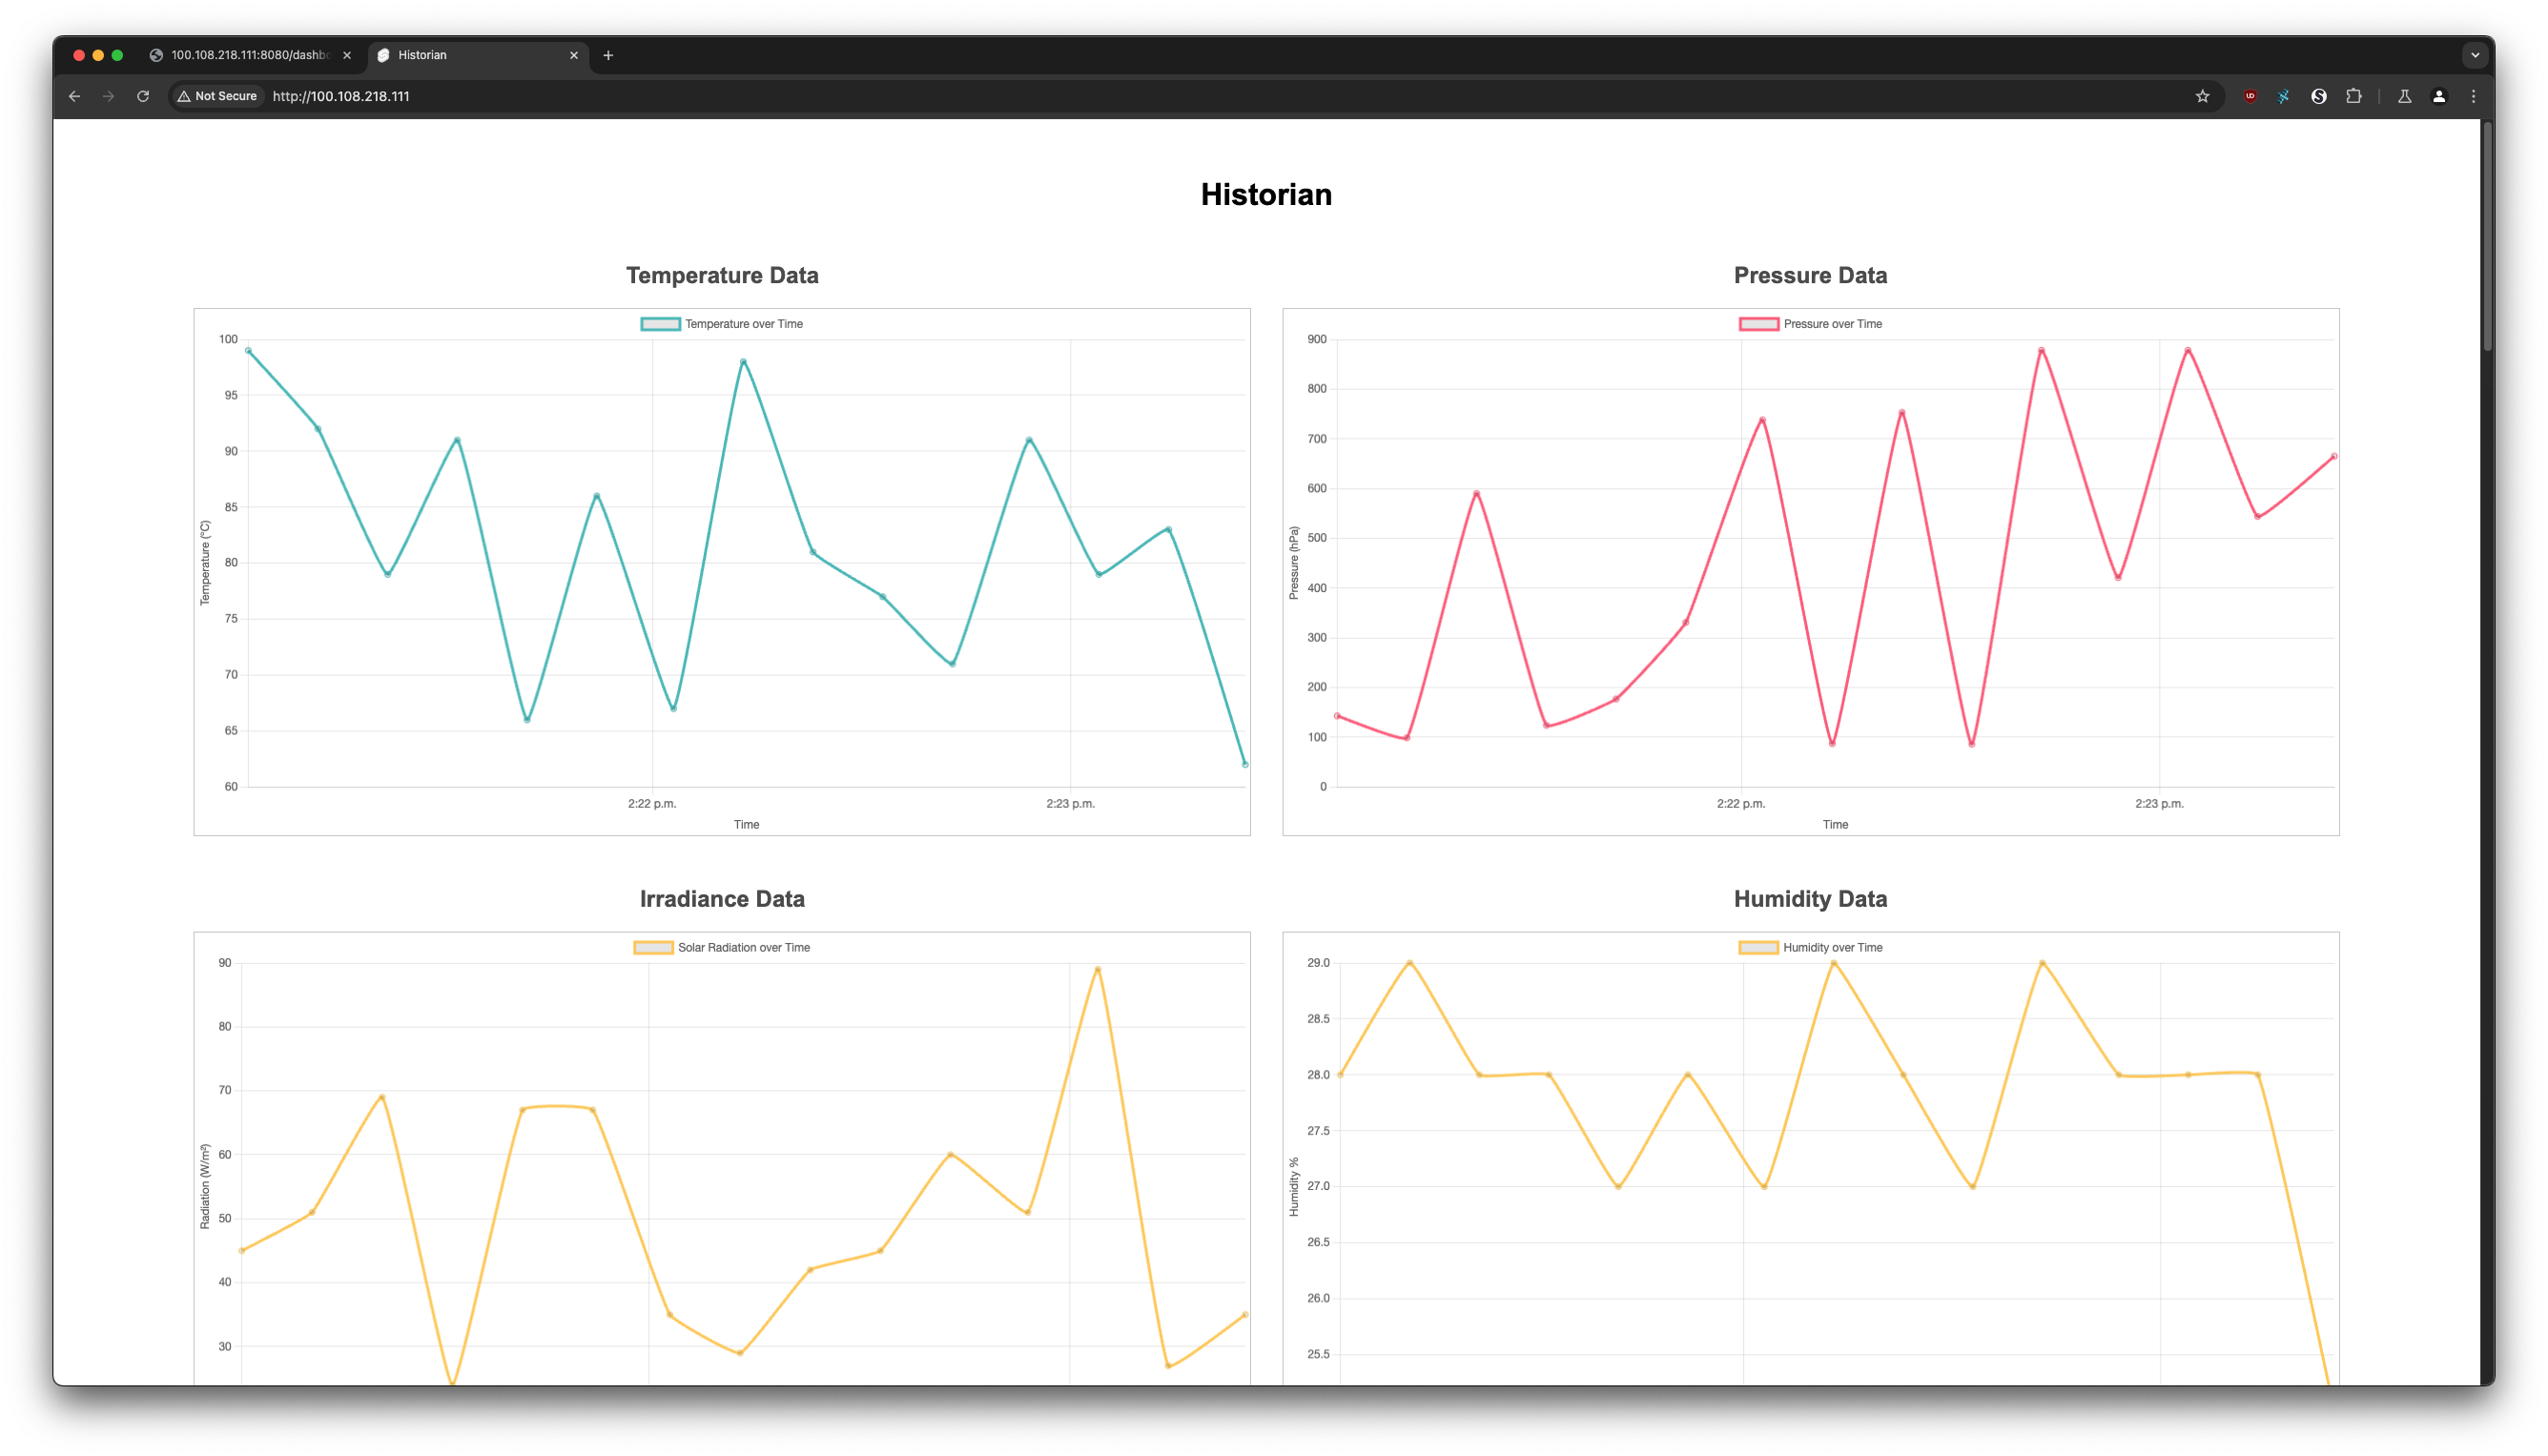 100.108.218.111:8080/dashbo
Historian
Not Secure
http://100.108.218.111
Historian
Temperature Data
Temperature over Time
100
95
90
85
80
75
70
65
60
Temperature (°C)
2:22 p.m.
2:23 p.m.
Time
Pressure Data
Pressure over Time
900
800
700
600
500
400
300
200
100
0
Pressure (hPa)
2:22 p.m.
2:23 p.m.
Time
Irradiance Data
Solar Radiation over Time
90
80
70
60
50
40
30
Radiation (W/m²)
Humidity Data
Humidity over Time
29.0
28.5
28.0
27.5
27.0
26.5
26.0
25.5
Humidity %